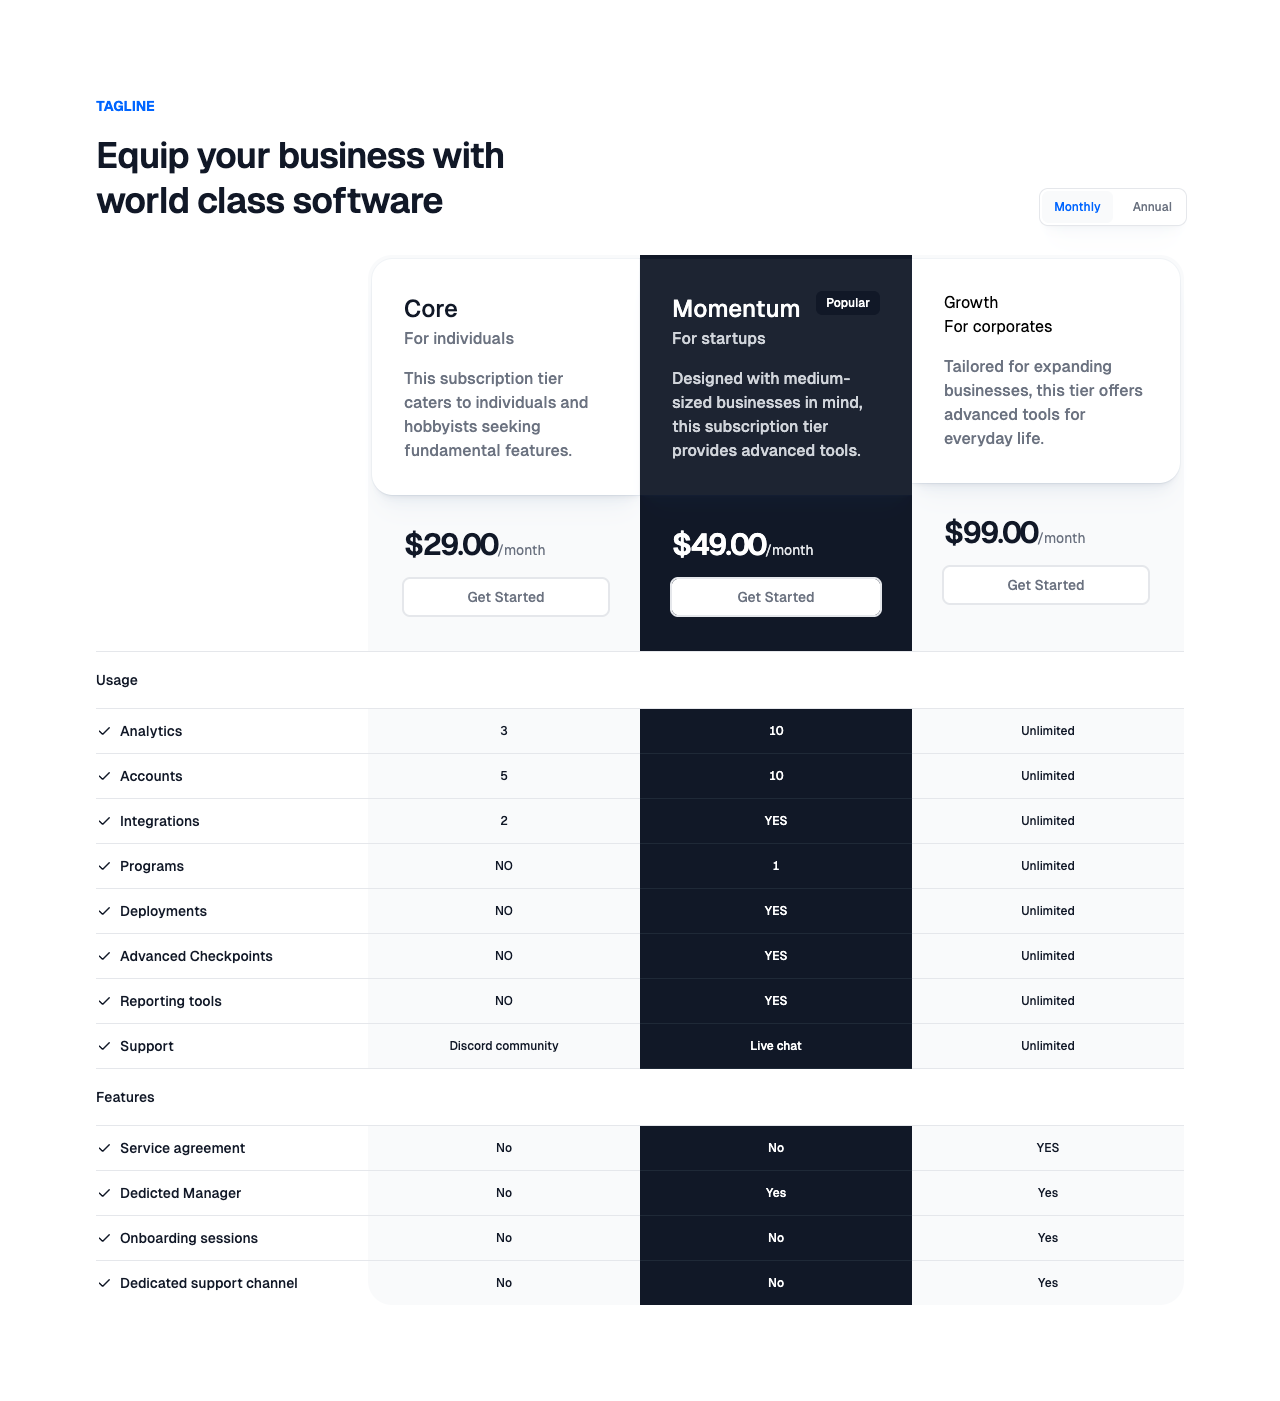 TAGLINE
Equip your business with
world class software
Monthly
Annual
Core
For individuals
This subscription tier
caters to individuals and
hobbyists seeking
fundamental features.
Momentum
Popular
For startups
Designed with medium-
sized businesses in mind,
this subscription tier
provides advanced tools.
Growth
For corporates
Tailored for expanding
businesses, this tier offers
advanced tools for
everyday life.
$29.00/month
Get Started
$49.00/month
Get Started
$99.00/month
Get Started
Usage
Analytics 3 10 Unlimited
Accounts 5 10 Unlimited
Integrations 2 YES Unlimited
Programs NO 1 Unlimited
Deployments NO YES Unlimited
Advanced Checkpoints NO YES Unlimited
Reporting tools NO YES Unlimited
Support Discord community Live chat Unlimited
Features
Service agreement No No YES
Dedicted Manager No Yes Yes
Onboarding sessions No No Yes
Dedicated support channel No No Yes